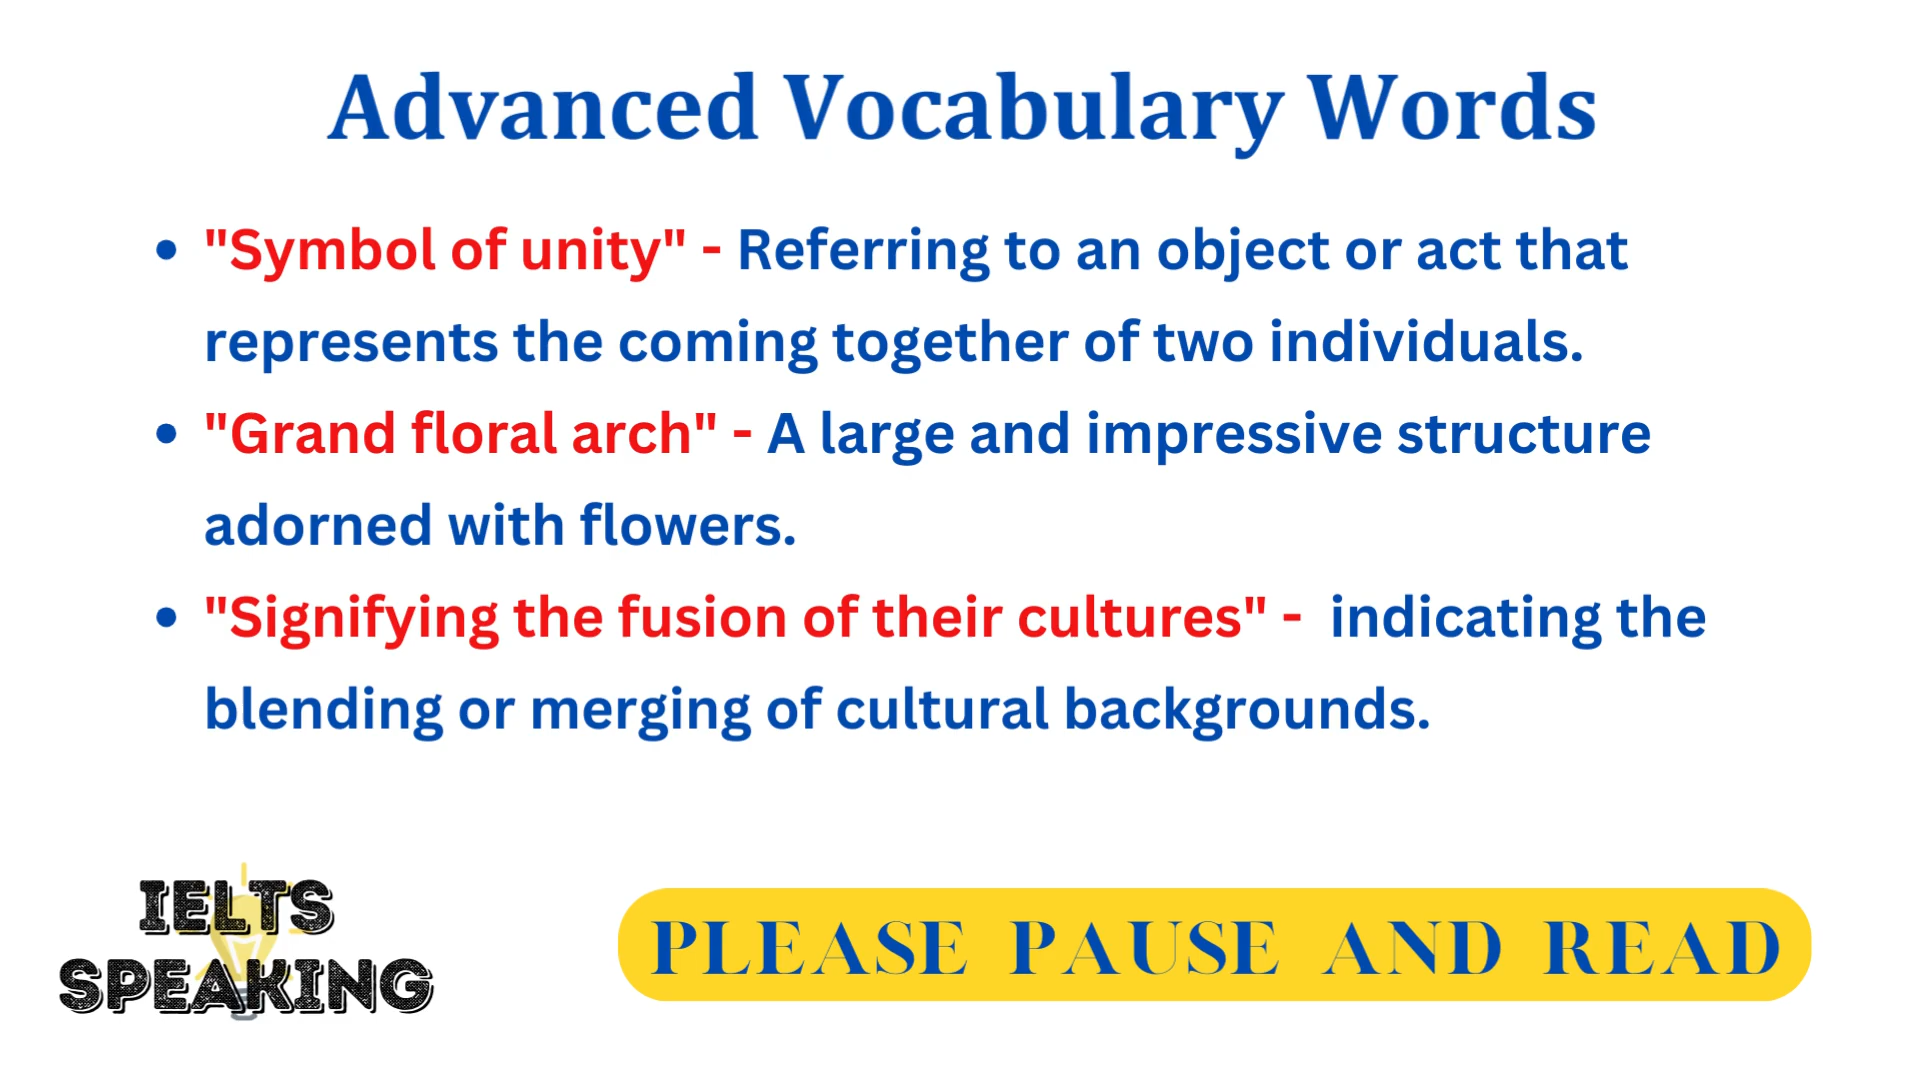 Advanced Vocabulary Words
• "Symbol of unity" - Referring to an object or act that
represents the coming together of two individuals.
• "Grand floral arch" - A large and impressive structure
adorned with flowers.
• "Signifying the fusion of their cultures" -  indicating the
blending or merging of cultural backgrounds.
IELTS
SPEAKING
PLEASE PAUSE AND READ